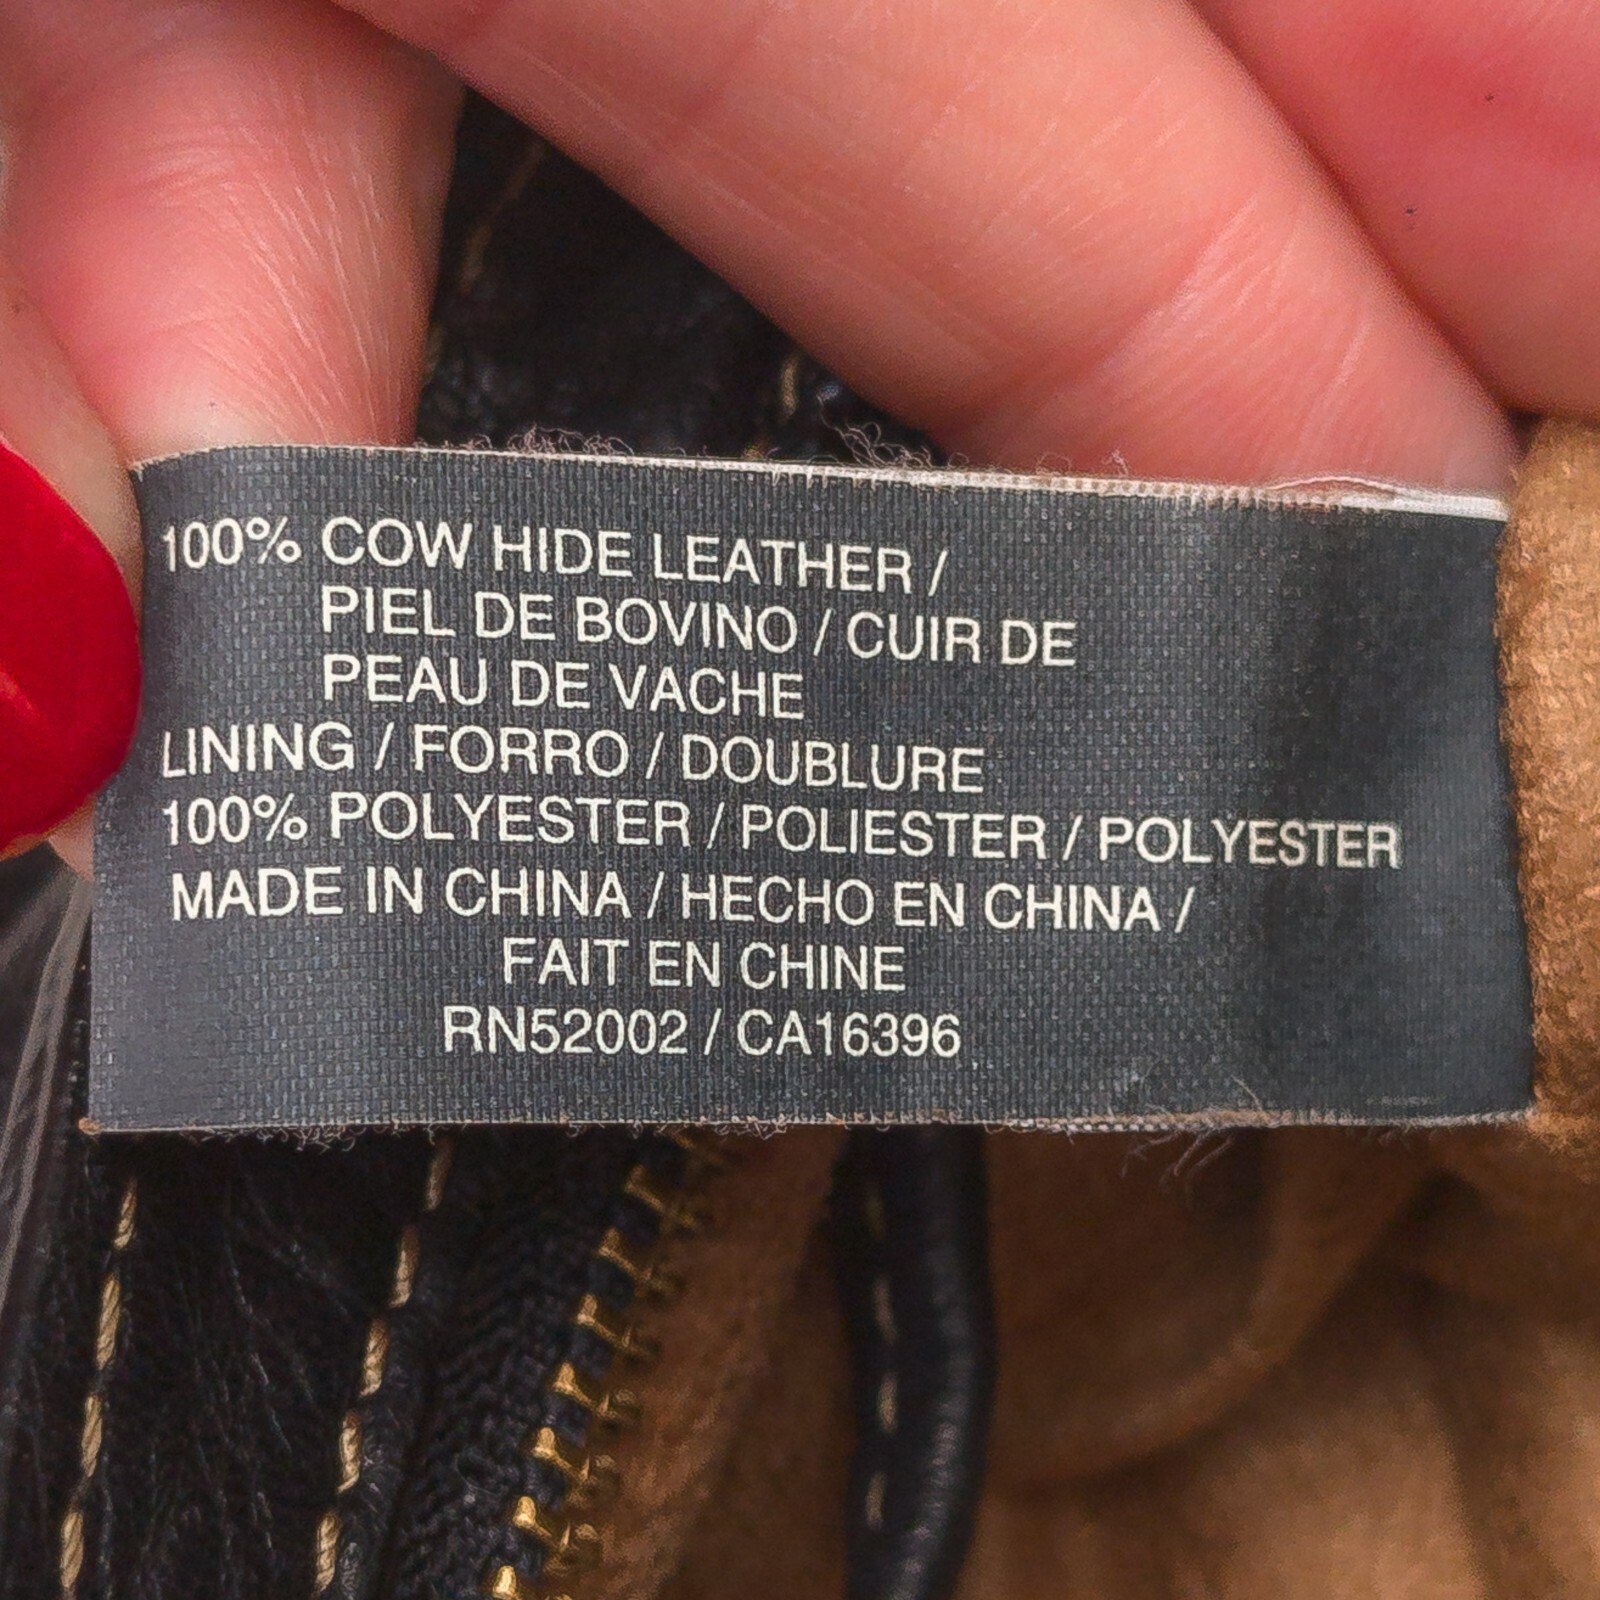 100% COW HIDE LEATHER /
PIEL DE BOVINO / CUIR DE
PEAU DE VACHE
LINING / FORRO / DOUBLURE
100% POLYESTER / POLIESTER / POLYESTER
MADE IN CHINA / HECHO EN CHINA /
FAIT EN CHINE
RN52002 / CA16396